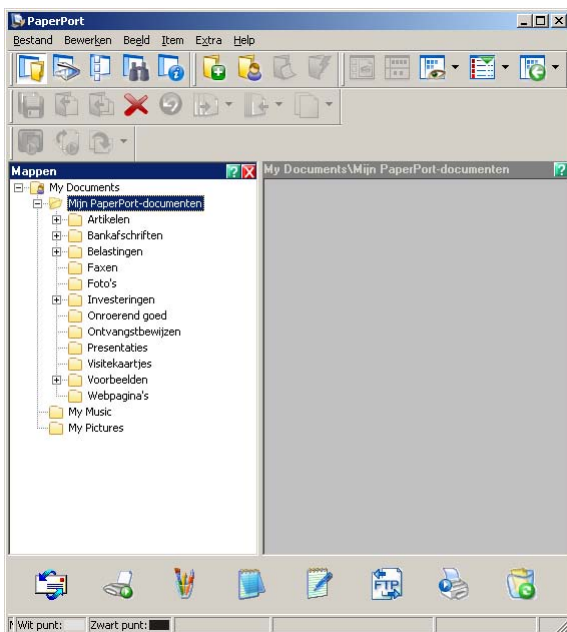 PaperPort
Bestand Bewerken Beeld Item Extra Help
Mappen
My Documents\Mijn PaperPort-documenten
My Documents
Mijn PaperPort-documenten
Artikelen
Bankafschriften
Belastingen
Faxen
Foto's
Investeringen
Onroerend goed
Ontvangstbewijzen
Presentaties
Visitekaartjes
Voorbeelden
Webpagina's
My Music
My Pictures
FTP
Wit punt: Zwart punt: